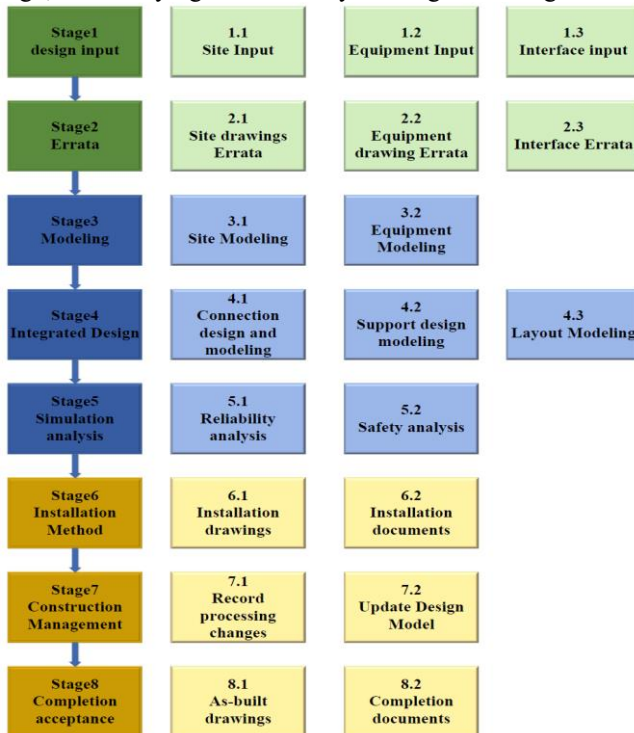 Stage1
design input
1.1
Site Input
1.2
Equipment Input
1.3
Interface input
Stage2
Errata
2.1
Site drawings
Errata
2.2
Equipment
drawing Errata
2.3
Interface Errata
Stage3
Modeling
3.1
Site Modeling
3.2
Equipment
Modeling
Stage4
Integrated Design
4.1
Connection
design and
modeling
4.2
Support design
modeling
4.3
Layout Modeling
Stage5
Simulation
analysis
5.1
Reliability
analysis
5.2
Safety analysis
Stage6
Installation
Method
6.1
Installation
drawings
6.2
Installation
documents
Stage7
Construction
Management
7.1
Record
processing
changes
7.2
Update Design
Model
Stage8
Completion
acceptance
8.1
As-built
drawings
8.2
Completion
documents